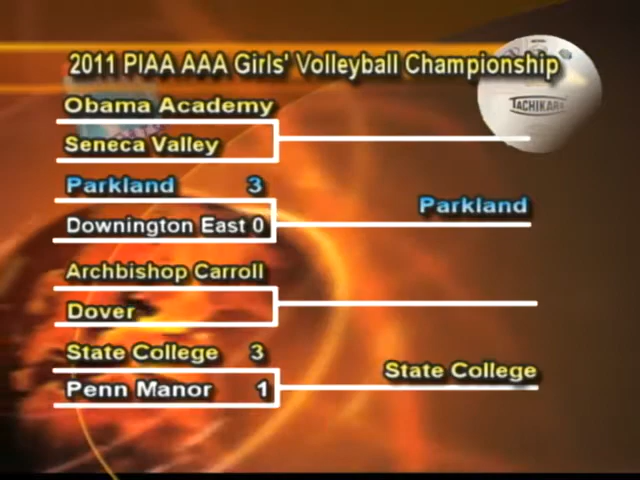 2011 PIAA AAA Girls' Volleyball Championship
TACHIKARA
Obama Academy
Seneca Valley
Parkland 3
Downington East 0
Parkland
Archbishop Carroll
Dover
State College 3
Penn Manor 1
State College